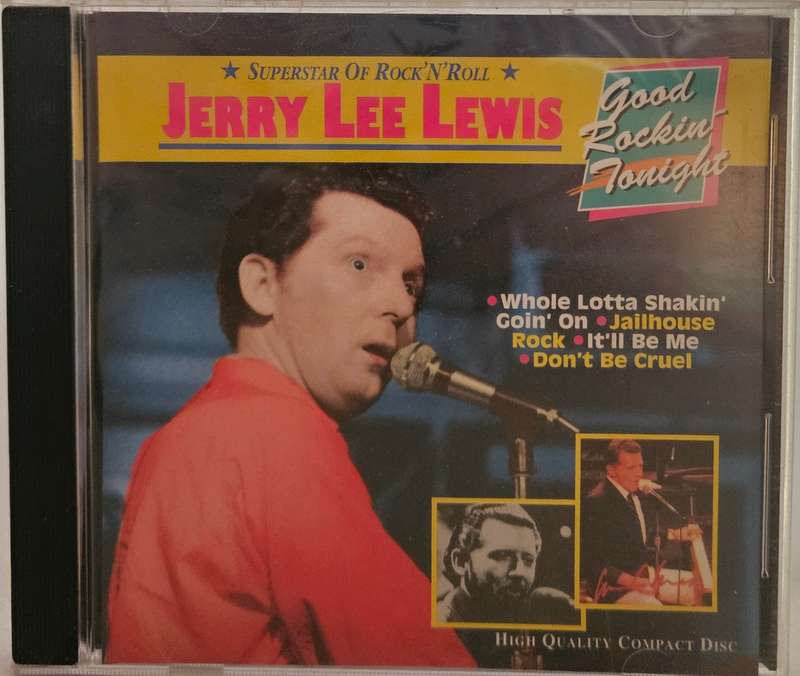 ★ SUPERSTAR OF ROCK'N'ROLL ★
JERRY LEE LEWIS
Good
Rockin'
Tonight
•Whole Lotta Shakin'
Goin' On •Jailhouse
Rock •It'll Be Me
•Don't Be Cruel
HIGH QUALITY COMPACT DISC